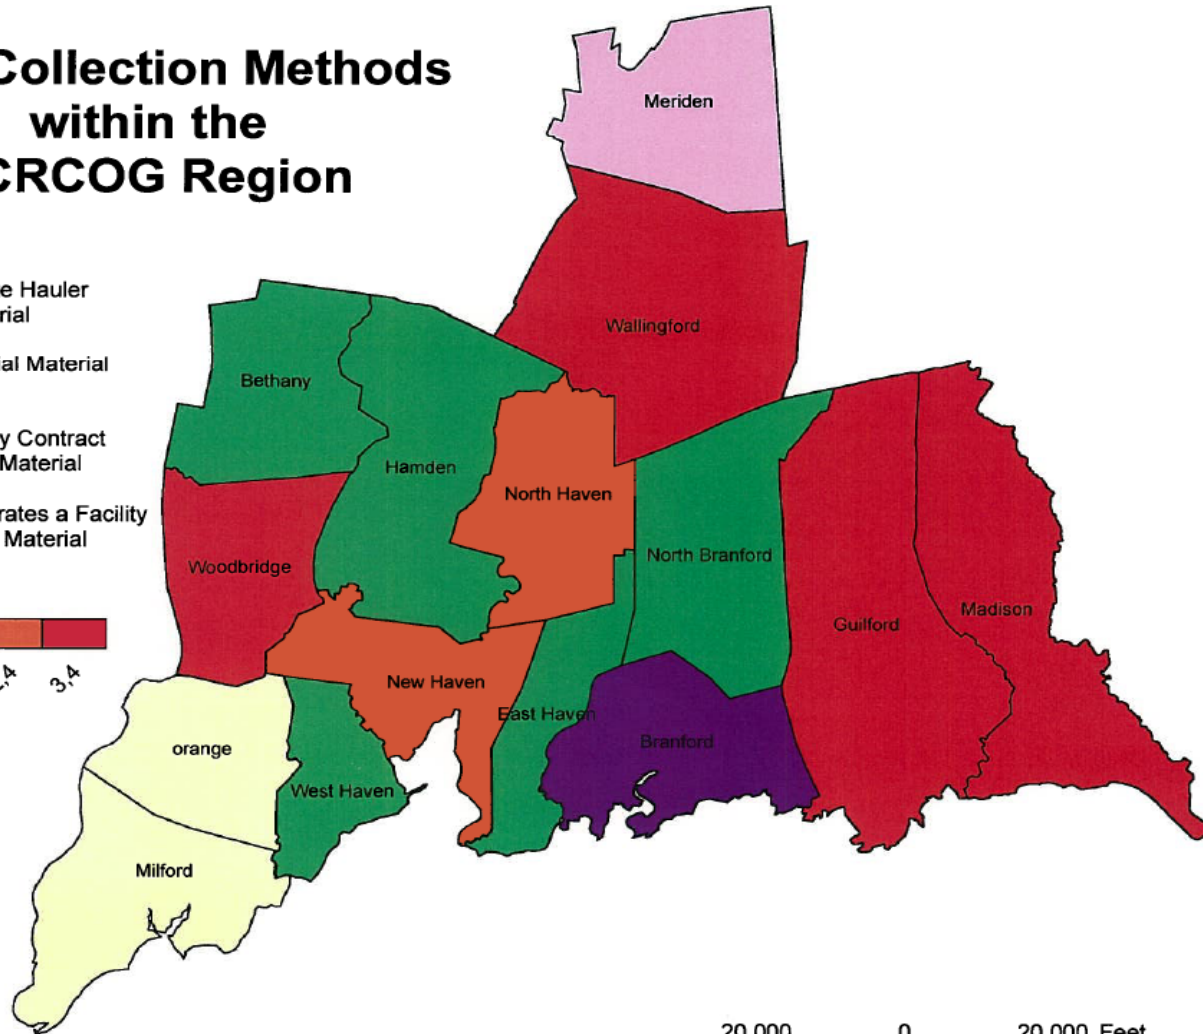 Collection Methods
within the
CRCOG Region
Meriden
e Hauler
rial
Wallingford
ial Material
Bethany
y Contract
Material
Hamden
North Haven
rates a Facility
Material
North Branford
Woodbridge
Madison
Guilford
,4
3,4
New Haven
East Haven
Branford
orange
West Haven
Milford
20,000 0 20,000 Feet